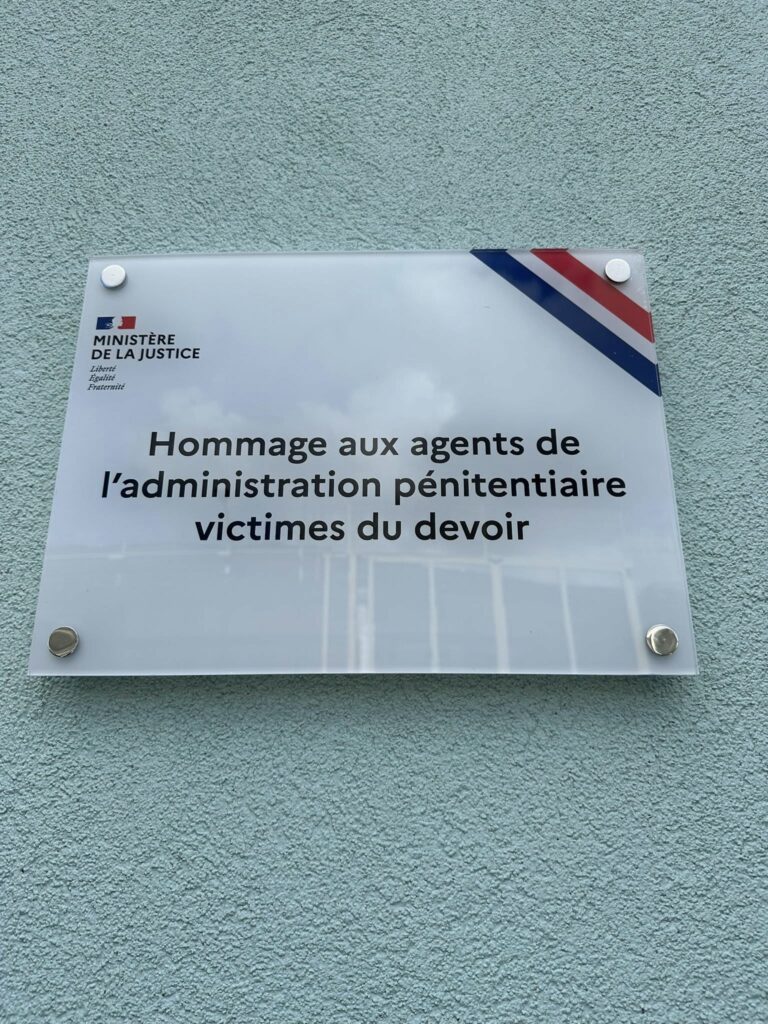 MINISTÈRE
DE LA JUSTICE
Liberté
Égalité
Fraternité
Hommage aux agents de
l'administration pénitentiaire
victimes du devoir